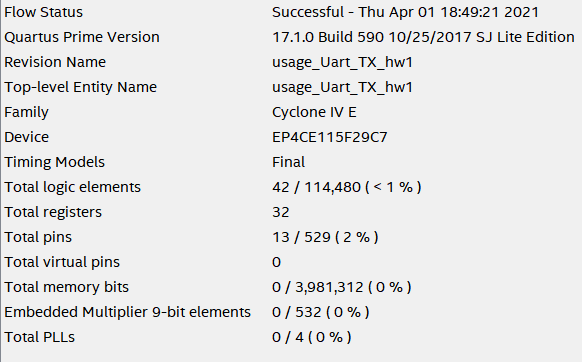 Flow Status Successful - Thu Apr 01 18:49:21 2021
Quartus Prime Version 17.1.0 Build 590 10/25/2017 SJ Lite Edition
Revision Name usage_Uart_TX_hw1
Top-level Entity Name usage_Uart_TX_hw1
Family Cyclone IV E
Device EP4CE115F29C7
Timing Models Final
Total logic elements 42 / 114,480 ( < 1 % )
Total registers 32
Total pins 13 / 529 ( 2 % )
Total virtual pins 0
Total memory bits 0 / 3,981,312 ( 0 % )
Embedded Multiplier 9-bit elements 0 / 532 ( 0 % )
Total PLLs 0 / 4 ( 0 % )